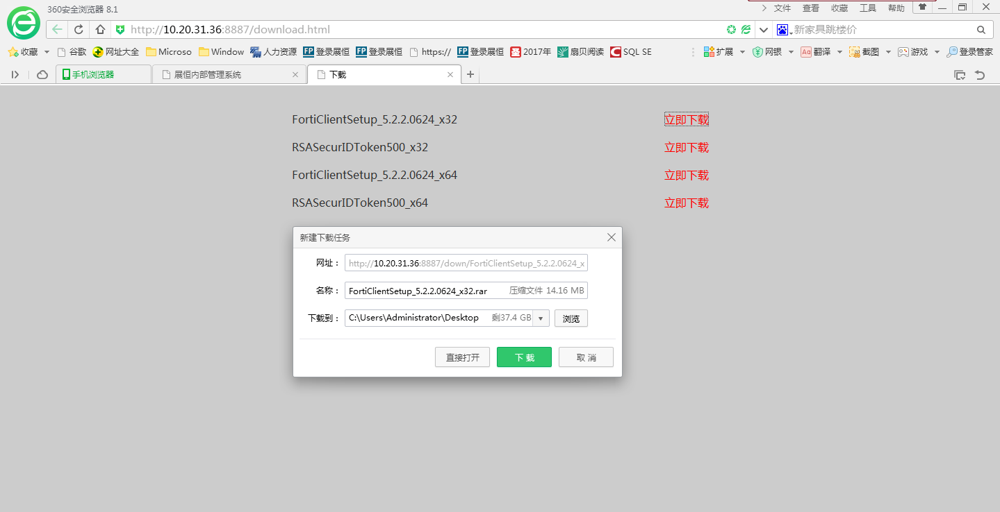 360安全浏览器 8.1
文件 查看 收藏 工具 帮助
http://10.20.31.36:8887/download.html
新家具跳楼价
收藏 谷歌 网址大全 Microso Window 人力资源 登录展恒 登录展恒 https:// 登录展恒 2017年 扇贝阅读 SQL SE 扩展 网银 翻译 截图 游戏 登录管家
手机浏览器 展恒内部管理系统 下载
FortiClientSetup_5.2.2.0624_x32 立即下载
RSASecurIDToken500_x32 立即下载
FortiClientSetup_5.2.2.0624_x64 立即下载
RSASecurIDToken500_x64 立即下载
新建下载任务
网址： http://10.20.31.36:8887/down/FortiClientSetup_5.2.2.0624_x
名称： FortiClientSetup_5.2.2.0624_x32.rar 压缩文件 14.16 MB
下载到： C:\Users\Administrator\Desktop 剩37.4 GB 浏览
直接打开 下 载 取 消